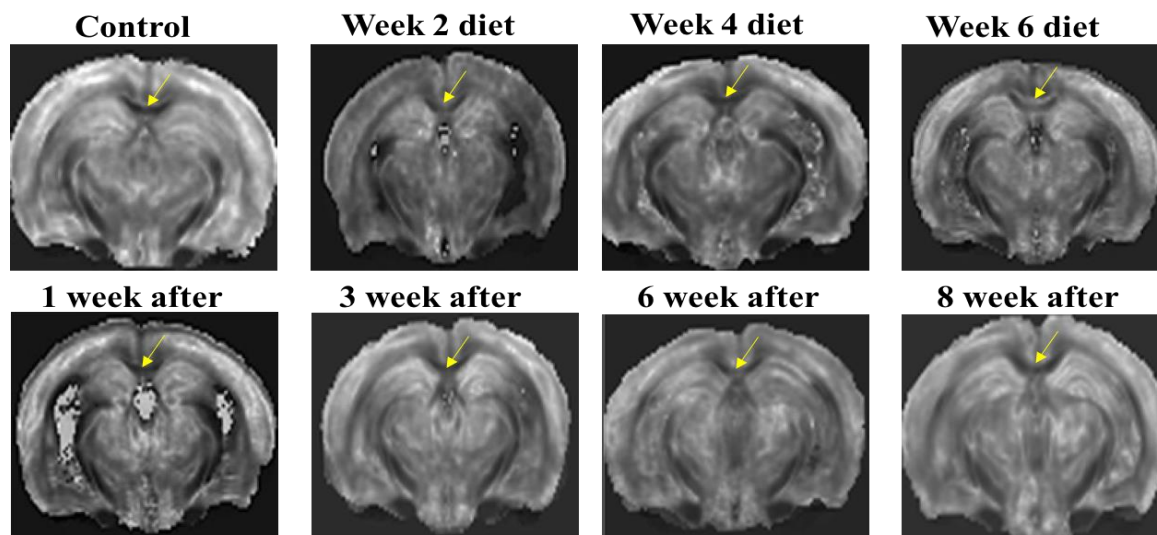 Control
Week 2 diet
Week 4 diet
Week 6 diet
1 week after
3 week after
6 week after
8 week after